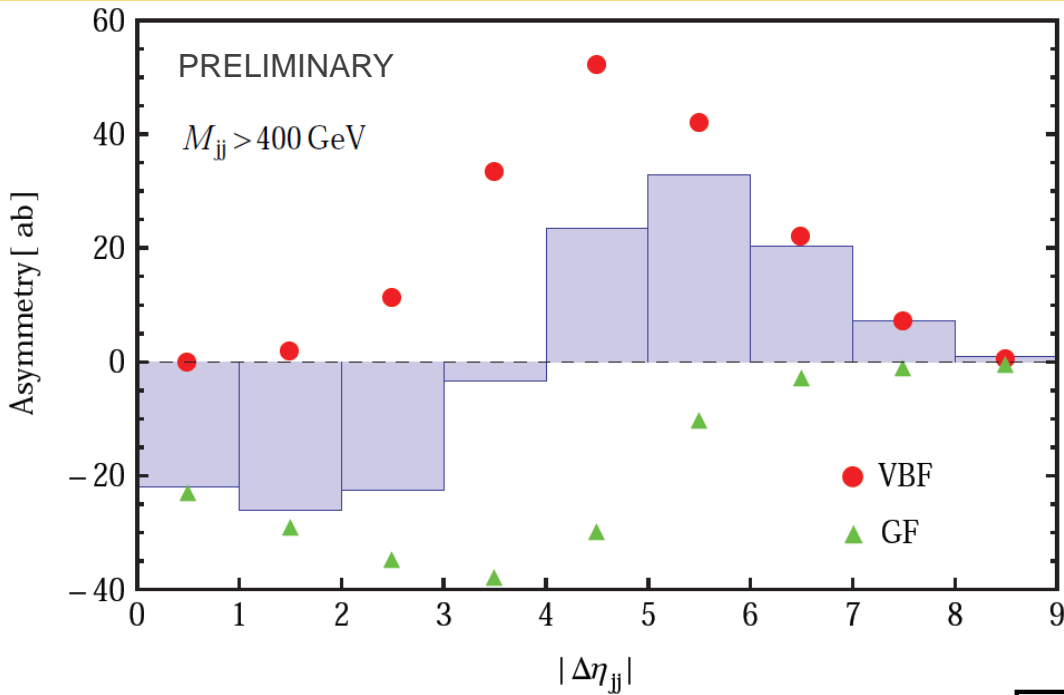 60
PRELIMINARY
M_jj > 400 GeV
40
20
0
−20
−40
Asymmetry [ ab]
VBF
GF
0 1 2 3 4 5 6 7 8 9
|Δη_jj|